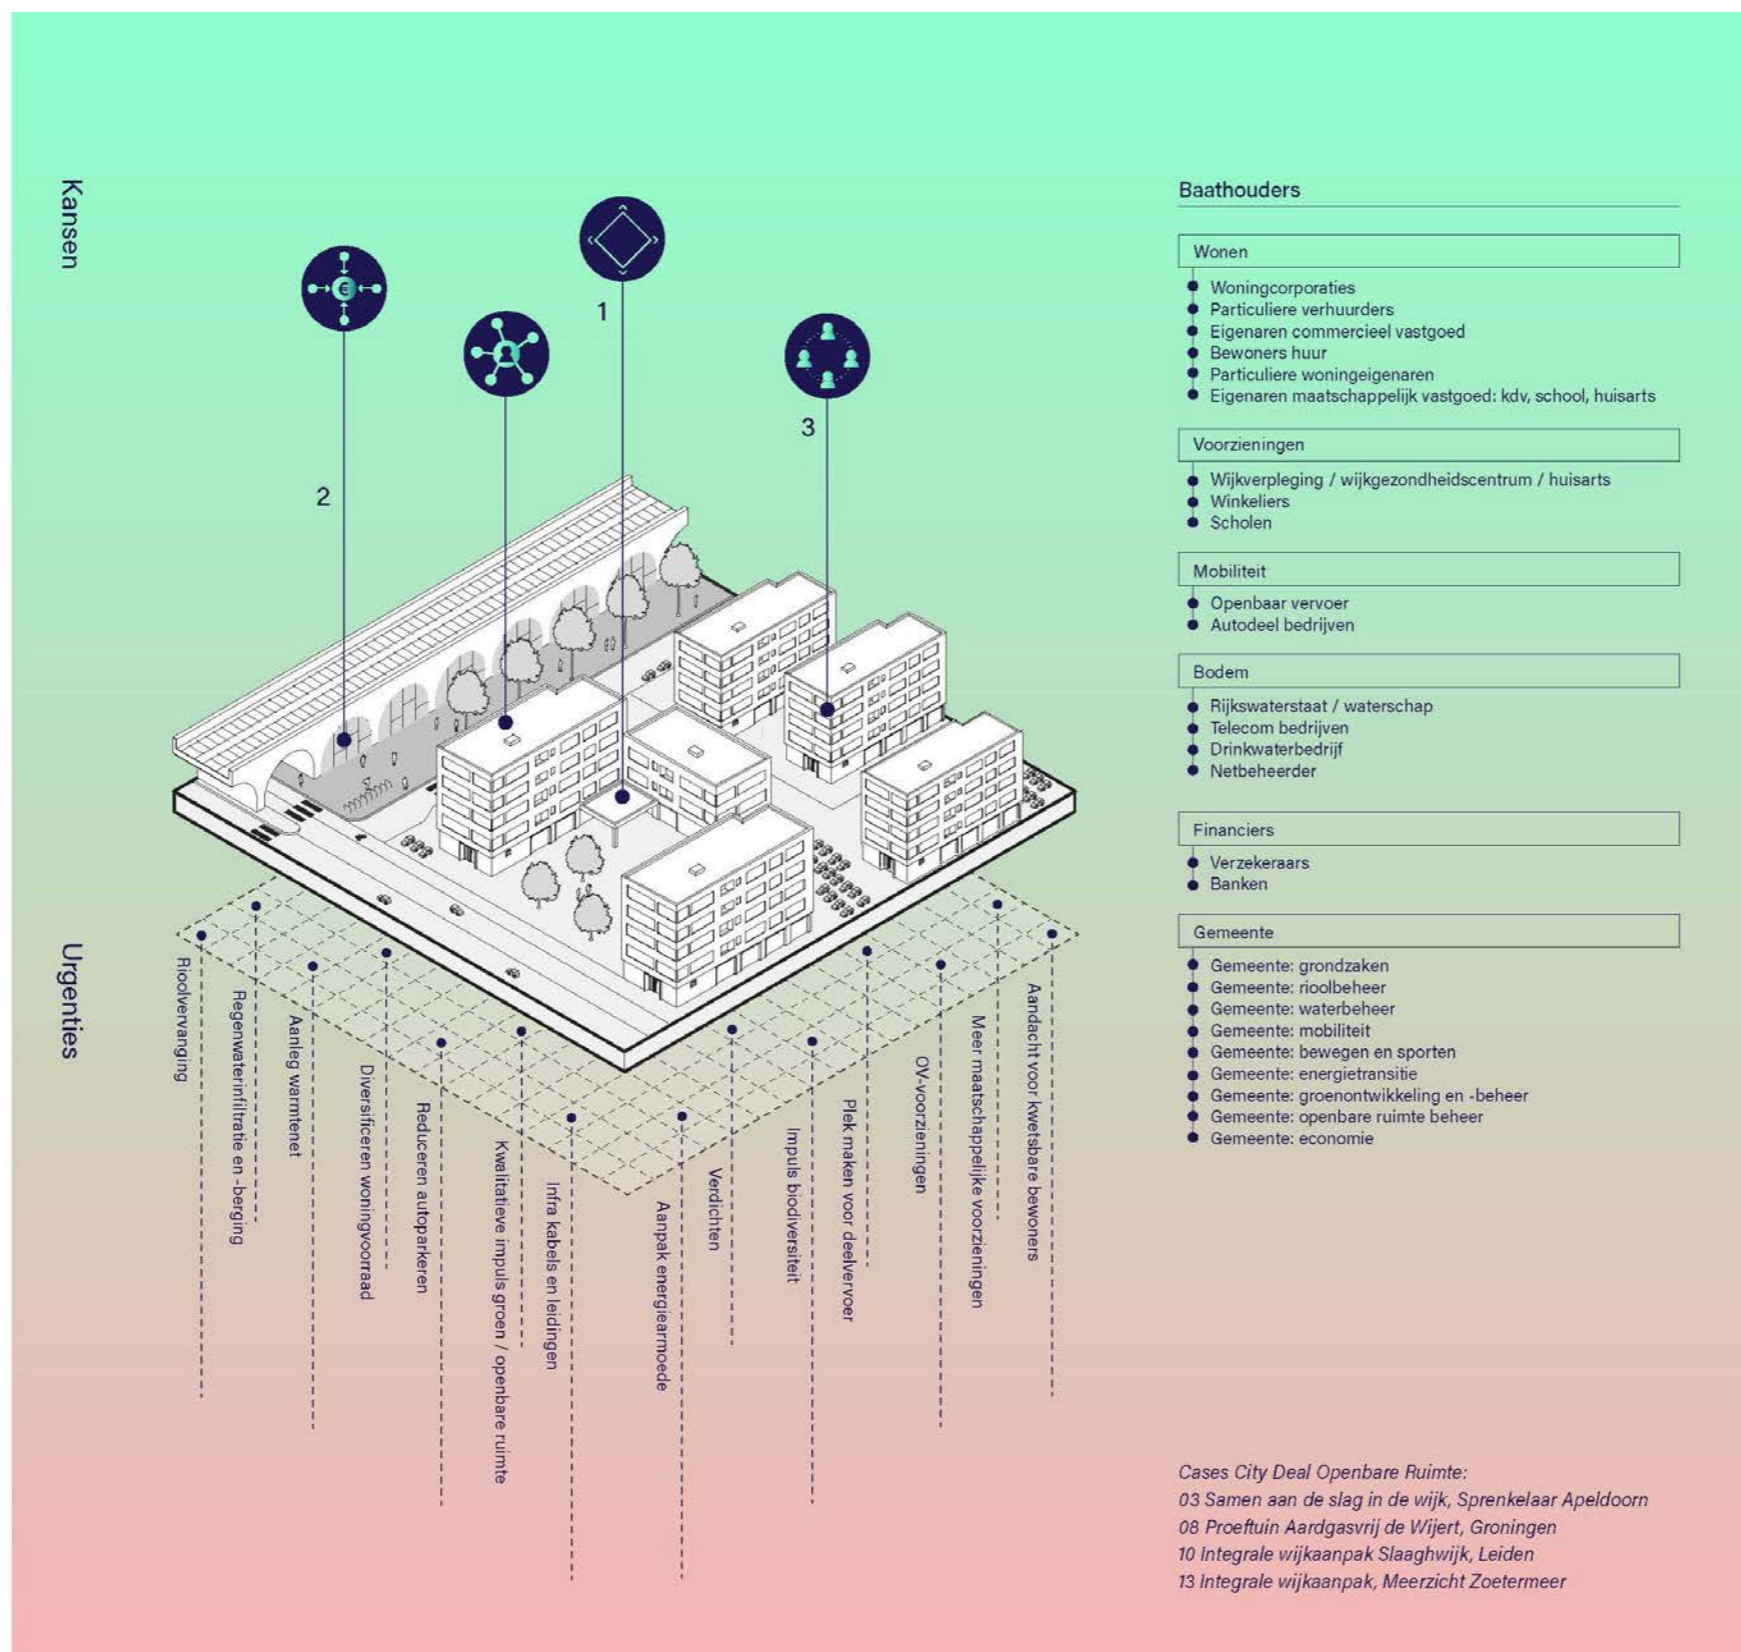 Kansen
1
2
3
Urgenties
Rioolvervanging
Regenwaterinfiltratie en -berging
Aanleg warmtenet
Diversificeren woningvoorraad
Reduceren autoparkeren
Kwalitatieve impuls groen / openbare ruimte
Infra kabels en leidingen
Aanpak energiearmoede
Verdichten
Impuls biodiversiteit
Plek maken voor deelvervoer
OV-voorzieningen
Meer maatschappelijke voorzieningen
Aandacht voor kwetsbare bewoners
Baathouders
Wonen
Woningcorporaties
Particuliere verhuurders
Eigenaren commercieel vastgoed
Bewoners huur
Particuliere woningeigenaren
Eigenaren maatschappelijk vastgoed: kdv, school, huisarts
Voorzieningen
Wijkverpleging / wijkgezondheidscentrum / huisarts
Winkeliers
Scholen
Mobiliteit
Openbaar vervoer
Autodeel bedrijven
Bodem
Rijkswaterstaat / waterschap
Telecom bedrijven
Drinkwaterbedrijf
Netbeheerder
Financiers
Verzekeraars
Banken
Gemeente
Gemeente: grondzaken
Gemeente: rioolbeheer
Gemeente: waterbeheer
Gemeente: mobiliteit
Gemeente: bewegen en sporten
Gemeente: energietransitie
Gemeente: groenontwikkeling en -beheer
Gemeente: openbare ruimte beheer
Gemeente: economie
Cases City Deal Openbare Ruimte:
03 Samen aan de slag in de wijk, Sprenkelaar Apeldoorn
08 Proeftuin Aardgasvrij de Wijert, Groningen
10 Integrale wijkaanpak Slaaghwijk, Leiden
13 Integrale wijkaanpak, Meerzicht Zoetermeer
€